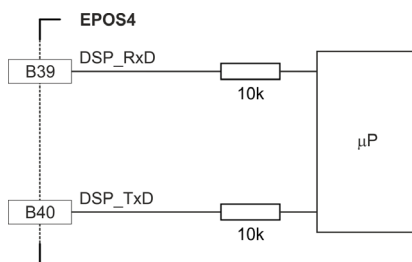 EPOS4
DSP_RxD
B39
10k
μP
DSP_TxD
B40
10k